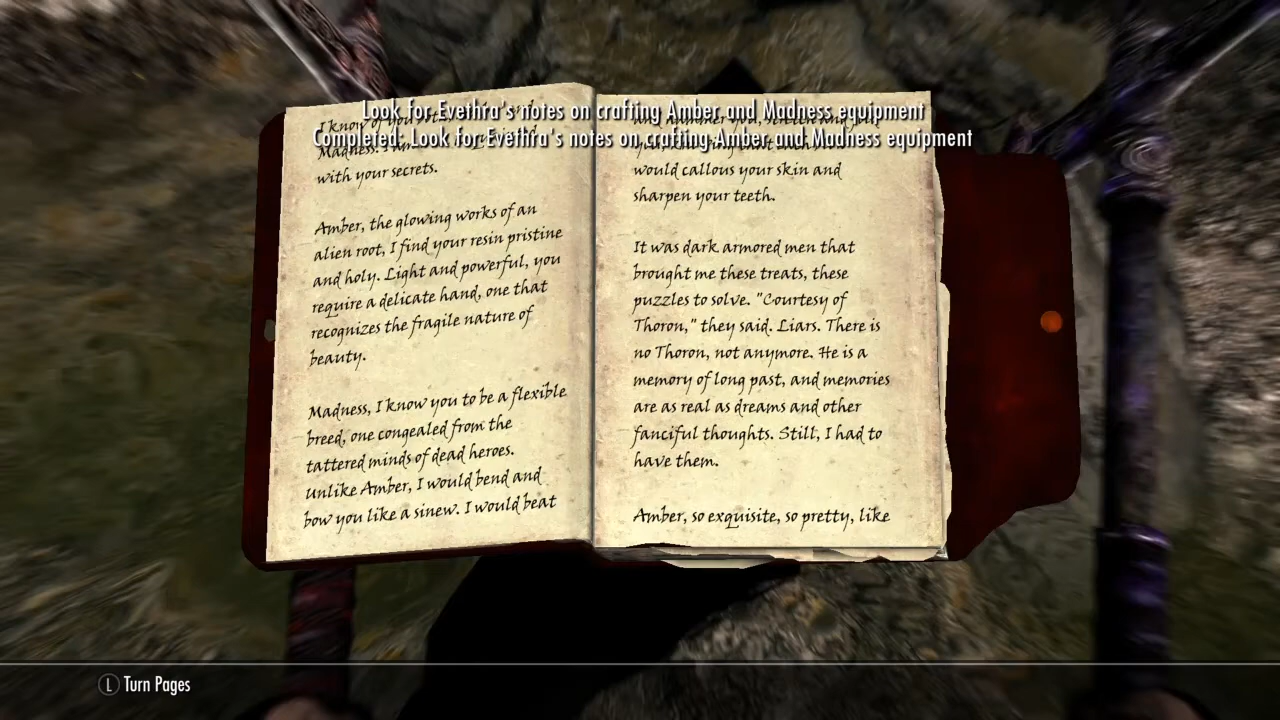 Look for Evethra's notes on crafting Amber and Madness equipment
Completed: Look for Evethra's notes on crafting Amber and Madness equipment
I know of
Madness. I
with your secrets.
Amber, the glowing works of an
alien root, I find your resin pristine
and holy. Light and powerful, you
require a delicate hand, one that
recognizes the fragile nature of
beauty.
Madness, I know you to be a flexible
breed, one congealed from the
tattered minds of dead heroes.
Unlike Amber, I would bend and
bow you like a sinew. I would beat
would callous your skin and
sharpen your teeth.
It was dark armored men that
brought me these treats, these
puzzles to solve. "Courtesy of
Thoron," they said. Liars. There is
no Thoron, not anymore. He is a
memory of long past, and memories
are as real as dreams and other
fanciful thoughts. Still, I had to
have them.
Amber, so exquisite, so pretty, like
L Turn Pages